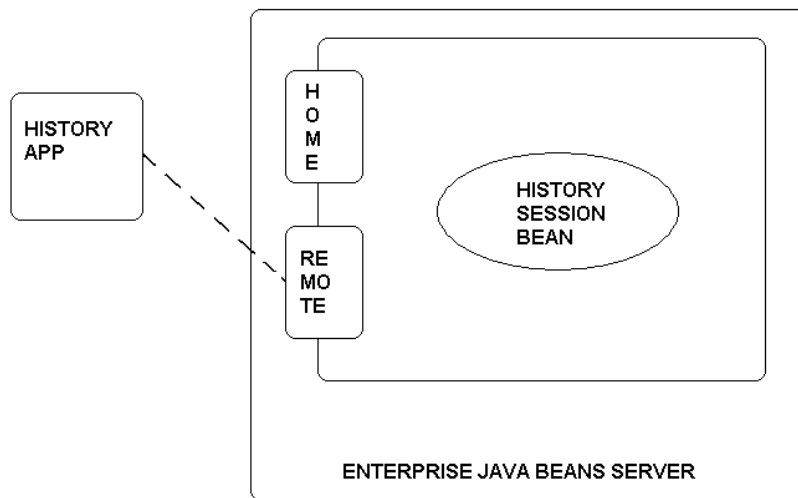 HISTORY
APP
H
O
M
E
RE
MO
TE
HISTORY
SESSION
BEAN
ENTERPRISE JAVA BEANS SERVER